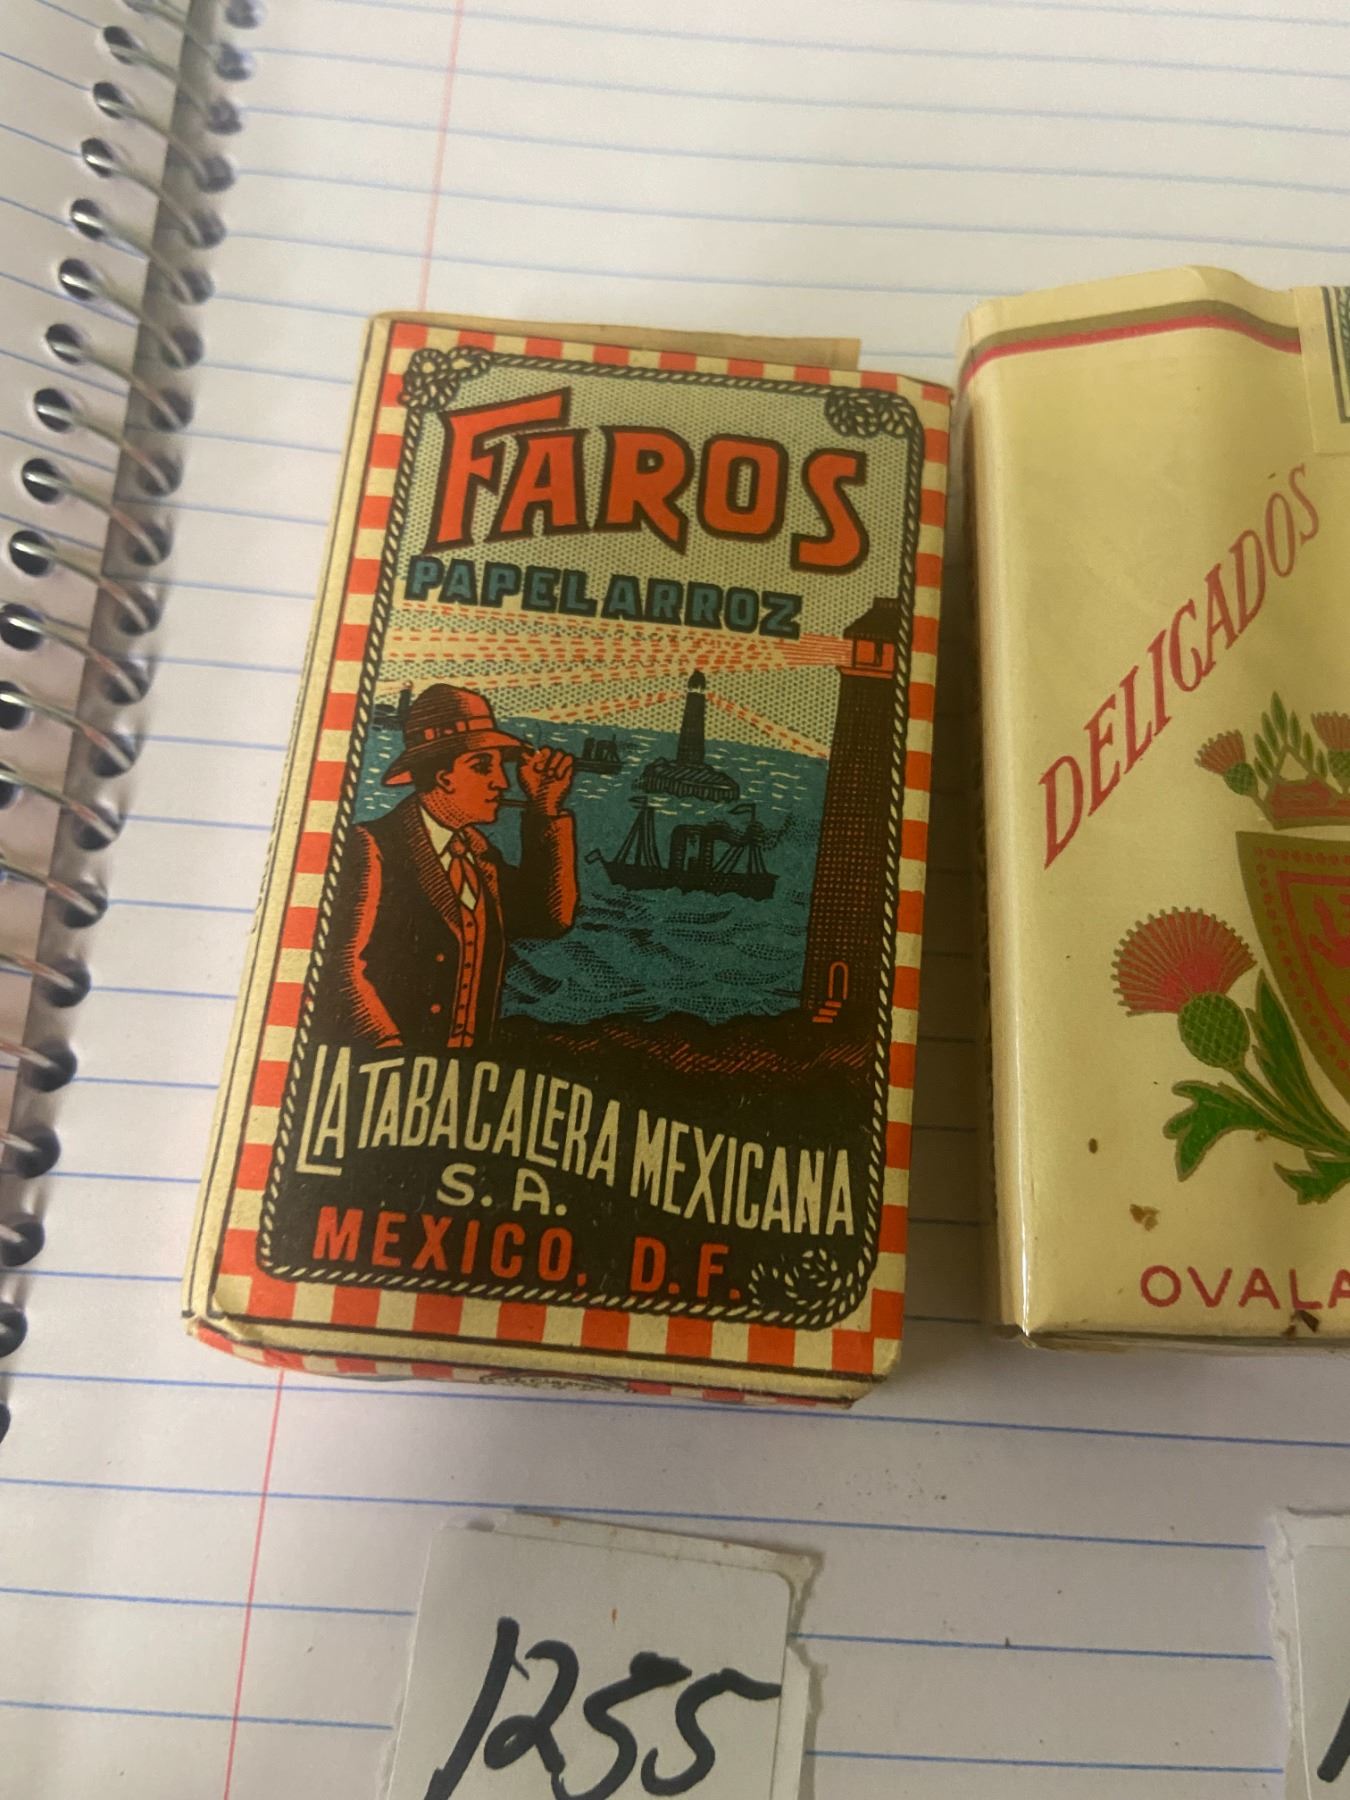 FAROS
PAPEL ARROZ
LA TABACALERA MEXICANA
S. A.
MEXICO, D.F.
DELICADOS
OVALA
1255